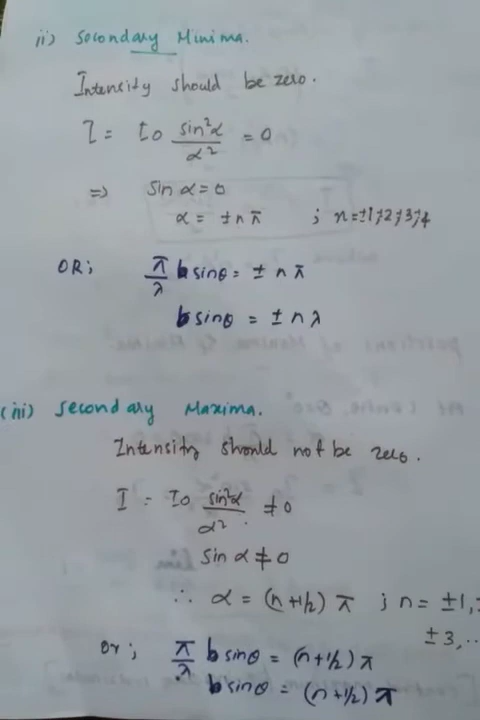 ii) Secondary Minima.
Intensity should be zero.
I = I0 sin²α/α² = 0
=> Sin α = 0
α = ± n π ; n = ±1, 2, 3, 4
OR; π/λ b sinθ = ± n π
b sinθ = ± n λ
(iii) Secondary Maxima.
Intensity should not be zero.
I = I0 sin²α/α² ≠ 0
Sin α ≠ 0
∴ α = (n+1/2) π ; n = ±1,
±3, ..
or; π/λ b sinθ = (n+1/2) π
b sinθ = (n+1/2) π